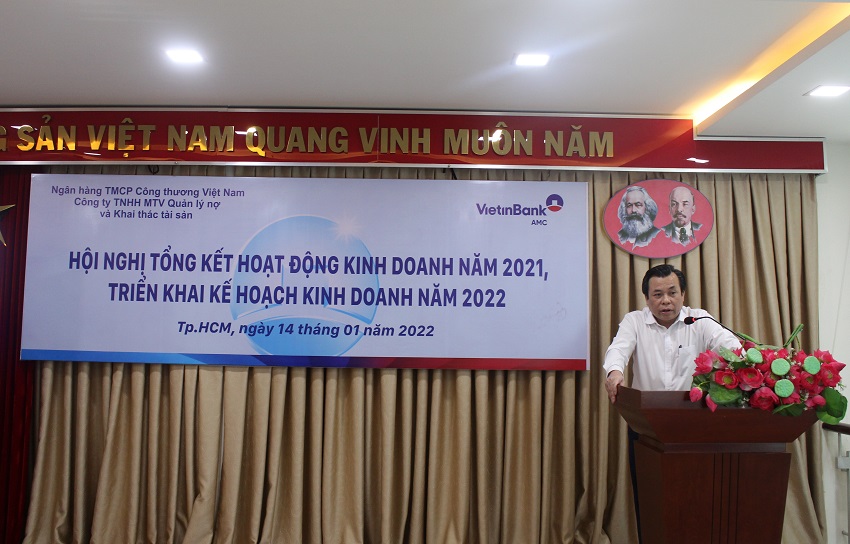 SẢN VIỆT NAM QUANG VINH MUÔN NĂM
Ngân hàng TMCP Công thương Việt Nam
Công ty TNHH MTV Quản lý nợ
và Khai thác tài sản
VietinBank
AMC
HỘI NGHỊ TỔNG KẾT HOẠT ĐỘNG KINH DOANH NĂM 2021,
TRIỂN KHAI KẾ HOẠCH KINH DOANH NĂM 2022
Tp.HCM, ngày 14 tháng 01 năm 2022